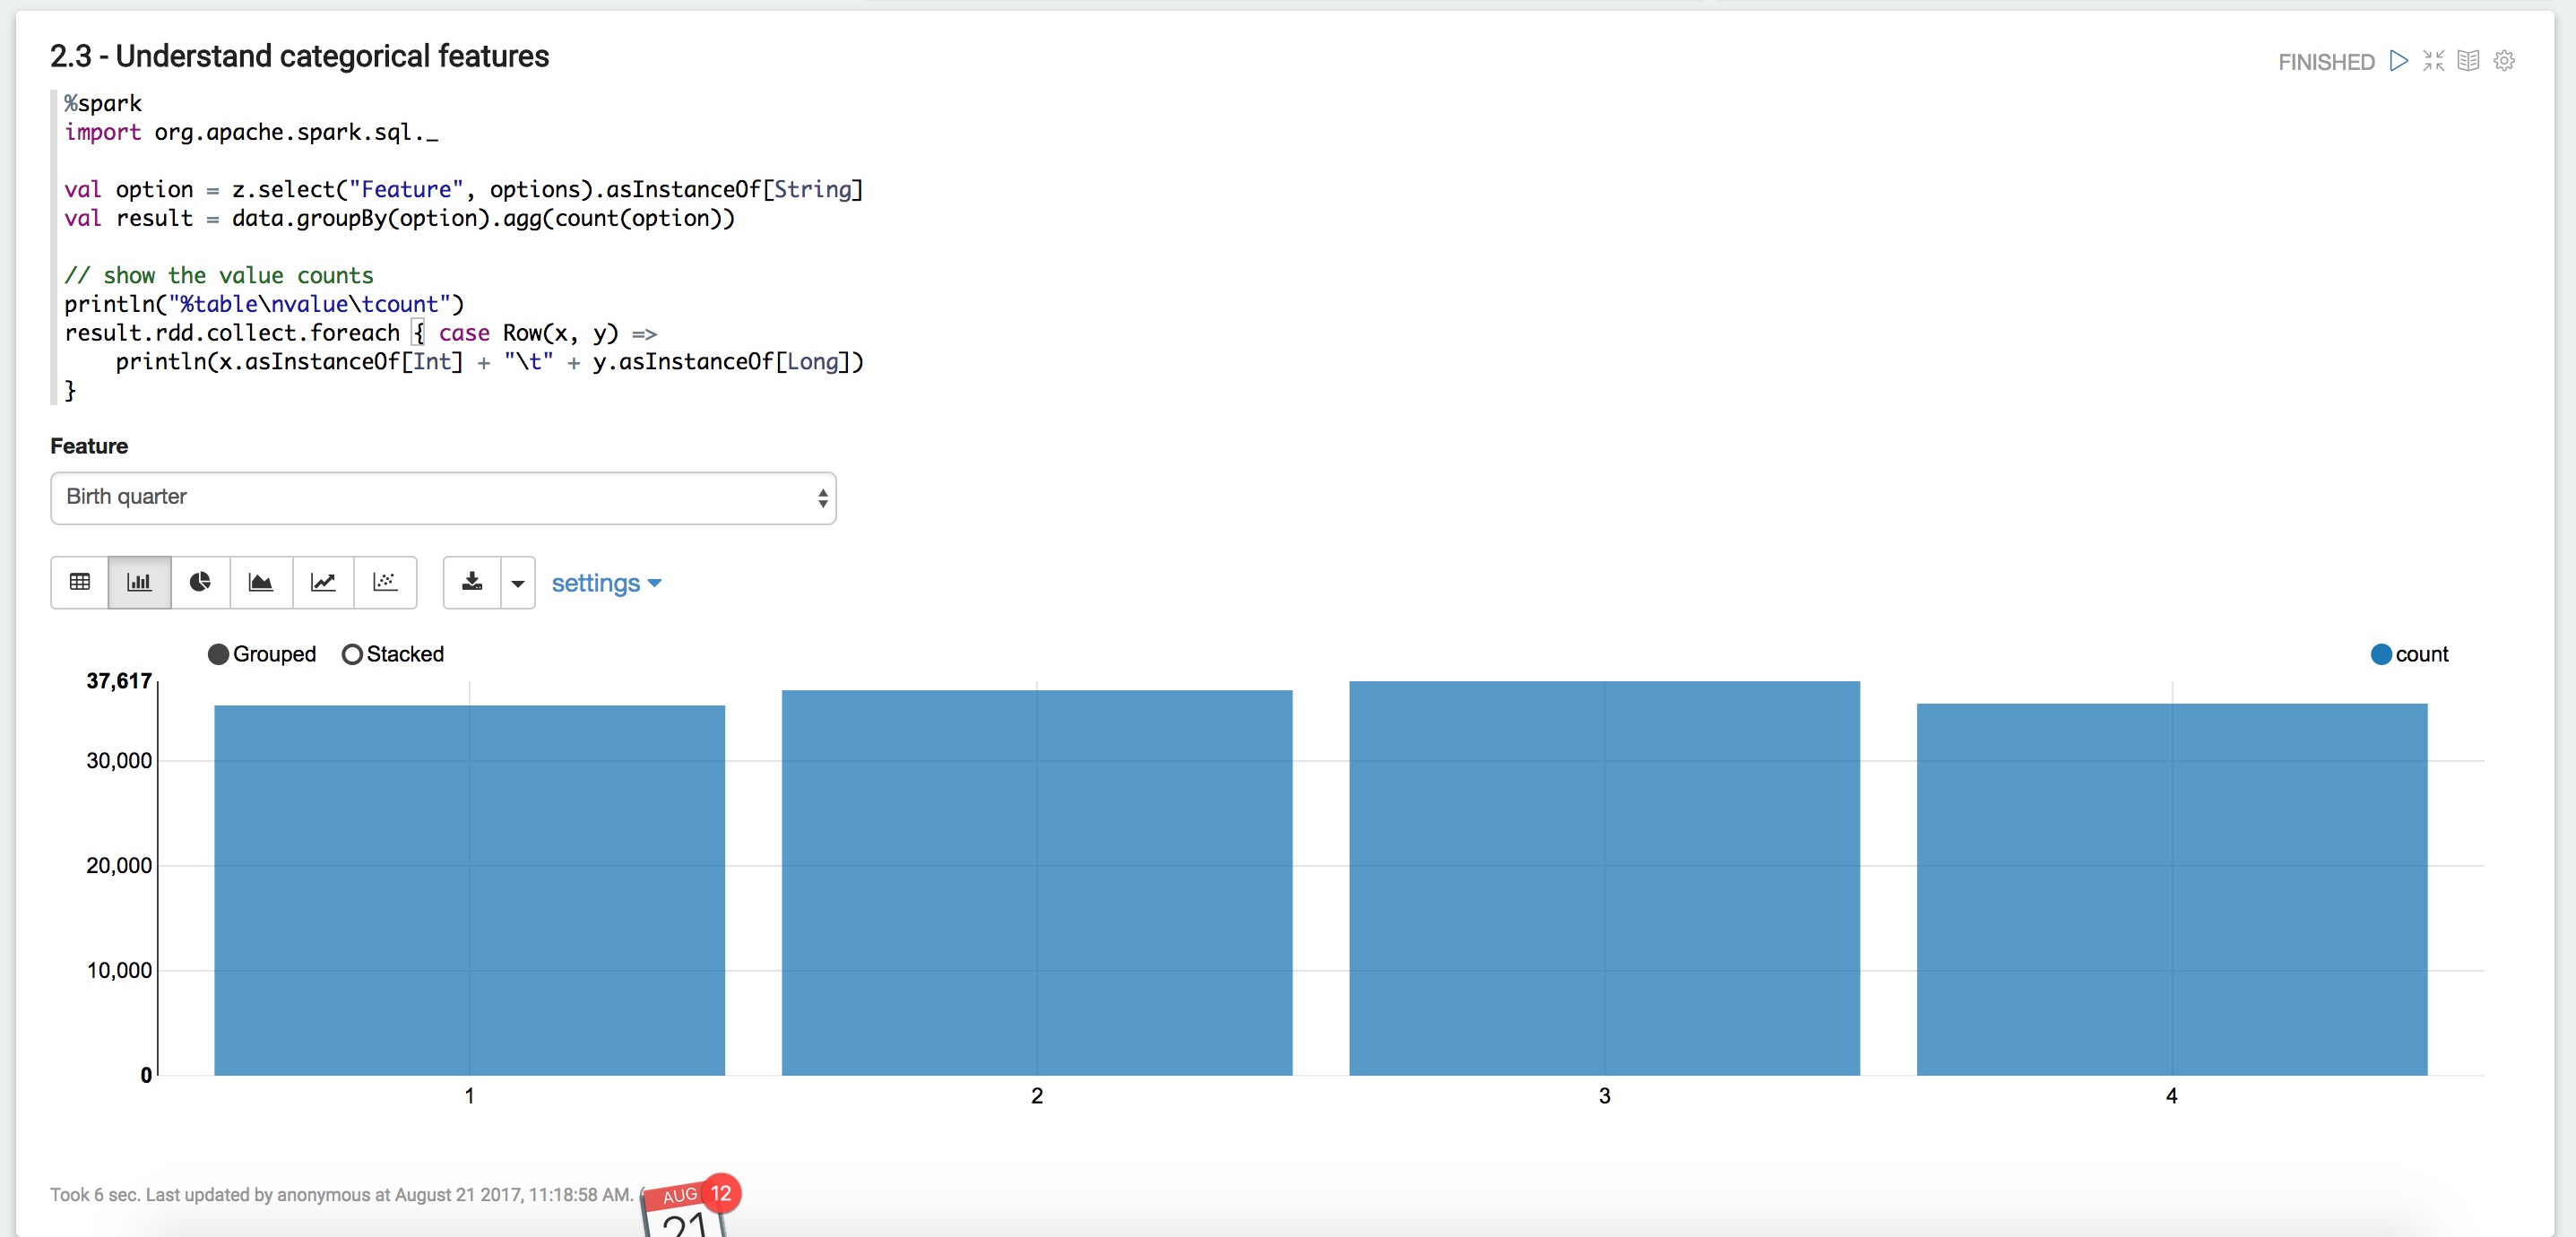 2.3 - Understand categorical features
FINISHED
%spark
import org.apache.spark.sql._
val option = z.select("Feature", options).asInstanceOf[String]
val result = data.groupBy(option).agg(count(option))
// show the value counts
println("%table\nvalue\tcount")
result.rdd.collect.foreach { case Row(x, y) =>
    println(x.asInstanceOf[Int] + "\t" + y.asInstanceOf[Long])
}
Feature
Birth quarter
settings
Grouped Stacked
count
37,617
30,000
20,000
10,000
0
1 2 3 4
Took 6 sec. Last updated by anonymous at August 21 2017, 11:18:58 AM. (
AUG
12
21